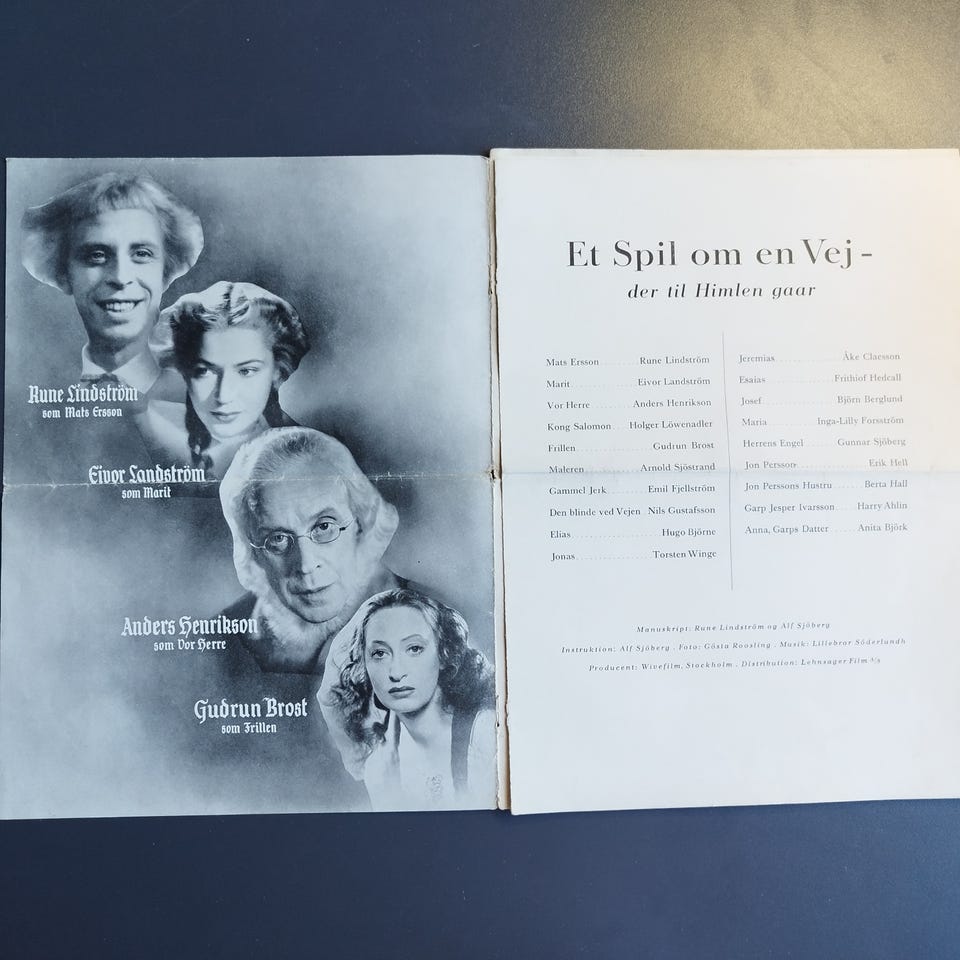 Rune Lindström
som Mats Ersson
Eivor Landström
som Marit
Anders Henrikson
som Vor Herre
Gudrun Brost
som Frillen
Et Spil om en Vej -
der til Himlen gaar
Mats Ersson ........ Rune Lindström
Marit .............. Eivor Landström
Vor Herre ........ Anders Henrikson
Kong Salomon .... Holger Löwenadler
Frillen .............. Gudrun Brost
Maleren .......... Arnold Sjöstrand
Gammel Jerk ...... Emil Fjellström
Den blinde ved Vejen Nils Gustafsson
Elias .................. Hugo Björne
Jonas .............. Torsten Winge
Jeremias ............ Åke Claesson
Esaias ............ Frithiof Hedvall
Josef .............. Björn Berglund
Maria ........ Inga-Lilly Forsström
Herrens Engel ...... Gunnar Sjöberg
Jon Persson .............. Erik Hell
Jon Perssons Hustru ...... Berta Hall
Garp Jesper Ivarsson .... Harry Ahlin
Anna, Garps Datter ...... Anita Björk
Manuskript: Rune Lindström og Alf Sjöberg
Instruktion: Alf Sjöberg . Foto: Gösta Roosling . Musik: Lillebror Söderlundh
Producent: Wivefilm, Stockholm . Distribution: Lehnsager Film A/S